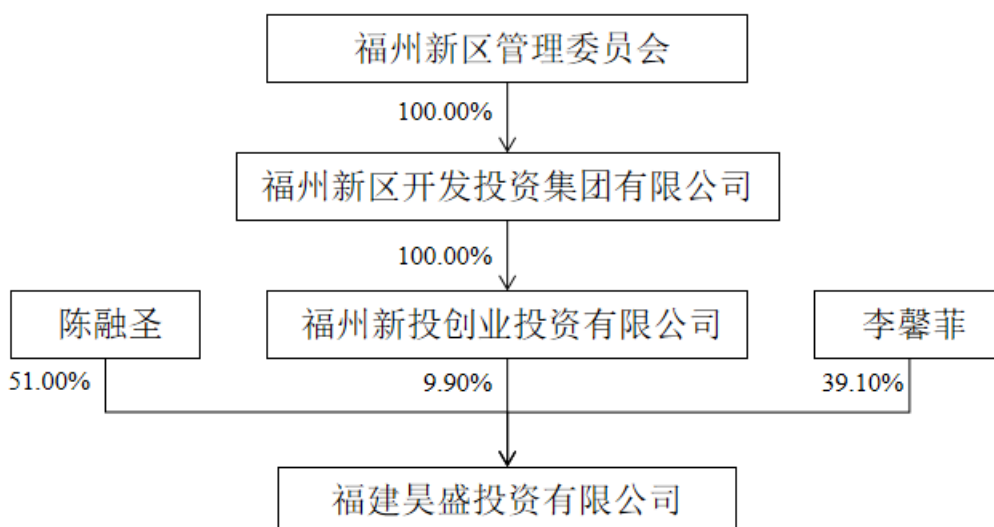 福州新区管理委员会
100.00%
福州新区开发投资集团有限公司
100.00%
陈融圣
福州新投创业投资有限公司
李馨菲
51.00%
9.90%
39.10%
福建昊盛投资有限公司